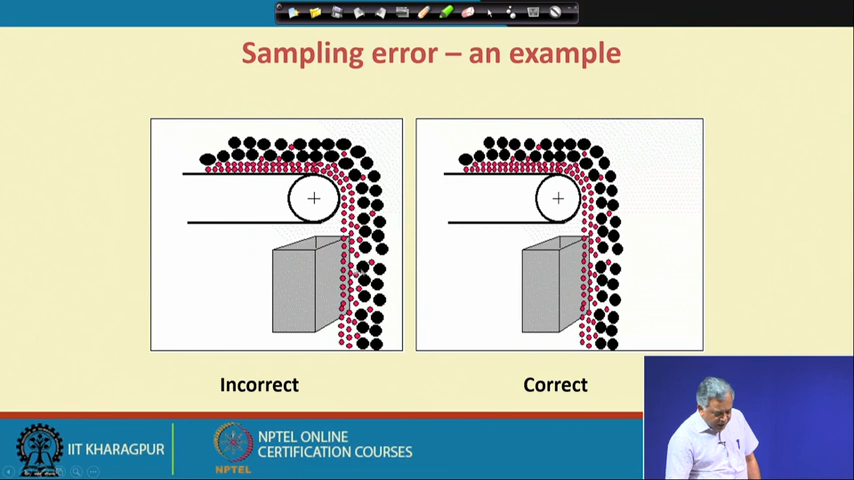 Sampling error – an example
Incorrect
Correct
IIT KHARAGPUR
NPTEL
NPTEL ONLINE
CERTIFICATION COURSES